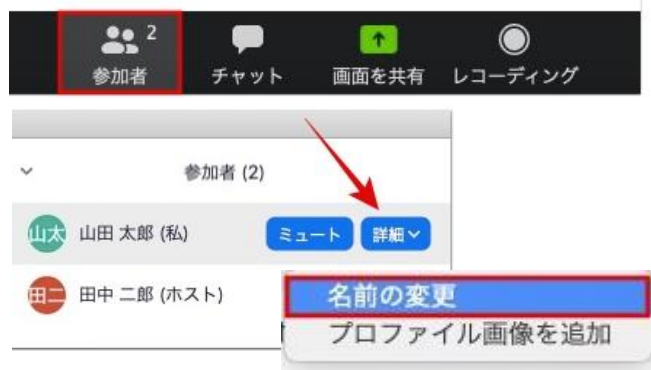 2
参加者 チャット 画面を共有 レコーディング
参加者 (2)
山太 山田 太郎 (私) ミュート 詳細
田二 田中 二郎 (ホスト)
名前の変更
プロファイル画像を追加